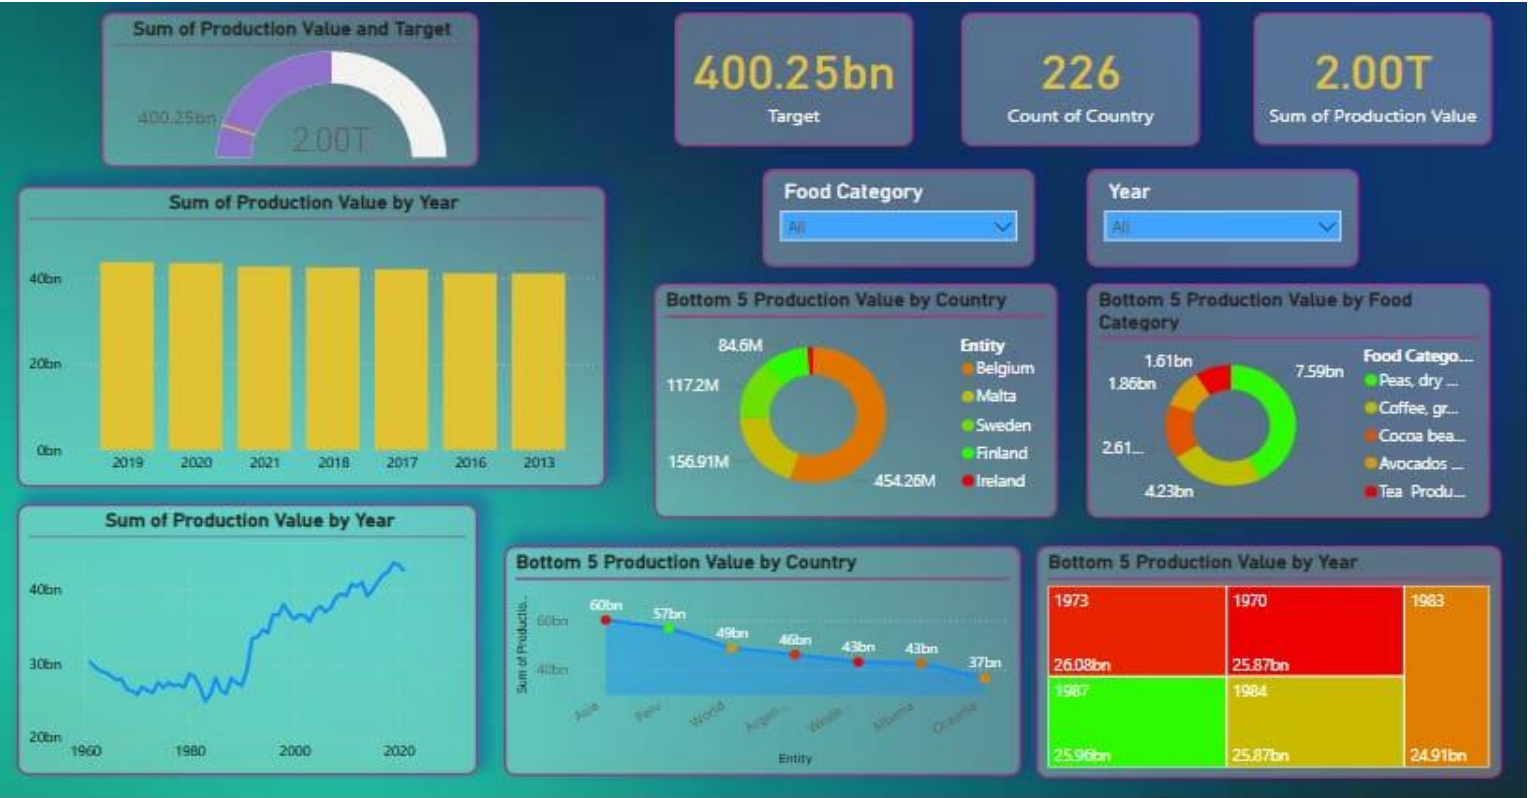 Sum of Production Value and Target
400.25bn
2.00T
400.25bn
Target
226
Count of Country
2.00T
Sum of Production Value
Food Category
All
Year
All
Sum of Production Value by Year
40bn
20bn
0bn
2019 2020 2021 2018 2017 2016 2013
Bottom 5 Production Value by Country
84.6M
117.2M
156.91M
454.26M
Entity
Belgium
Malta
Sweden
Finland
Ireland
Bottom 5 Production Value by Food
Category
1.61bn
7.59bn
1.86bn
2.61...
4.23bn
Food Catego...
Peas, dry ...
Coffee, gr...
Cocoa bea...
Avocados ...
Tea Produ...
Sum of Production Value by Year
40bn
30bn
20bn
1960 1980 2000 2020
Bottom 5 Production Value by Country
Sum of Productio...
60bn
40bn
60bn 57bn 49bn 46bn 43bn 43bn 37bn
Asia Peru World Argen... Albania Oceania
Entity
Bottom 5 Production Value by Year
1973
26.08bn
1970
25.87bn
1983
24.91bn
1987
25.96bn
1984
25.87bn